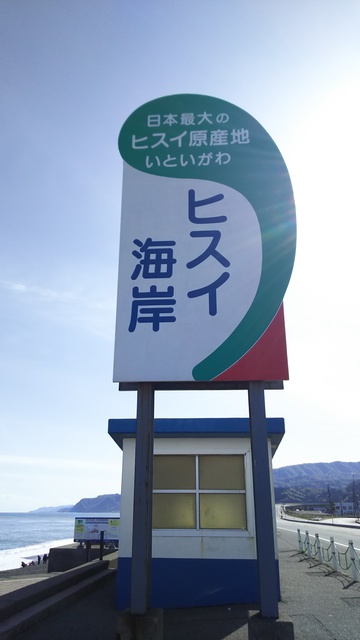 日本最大の
ヒスイ原産地
いといがわ
ヒスイ
海岸